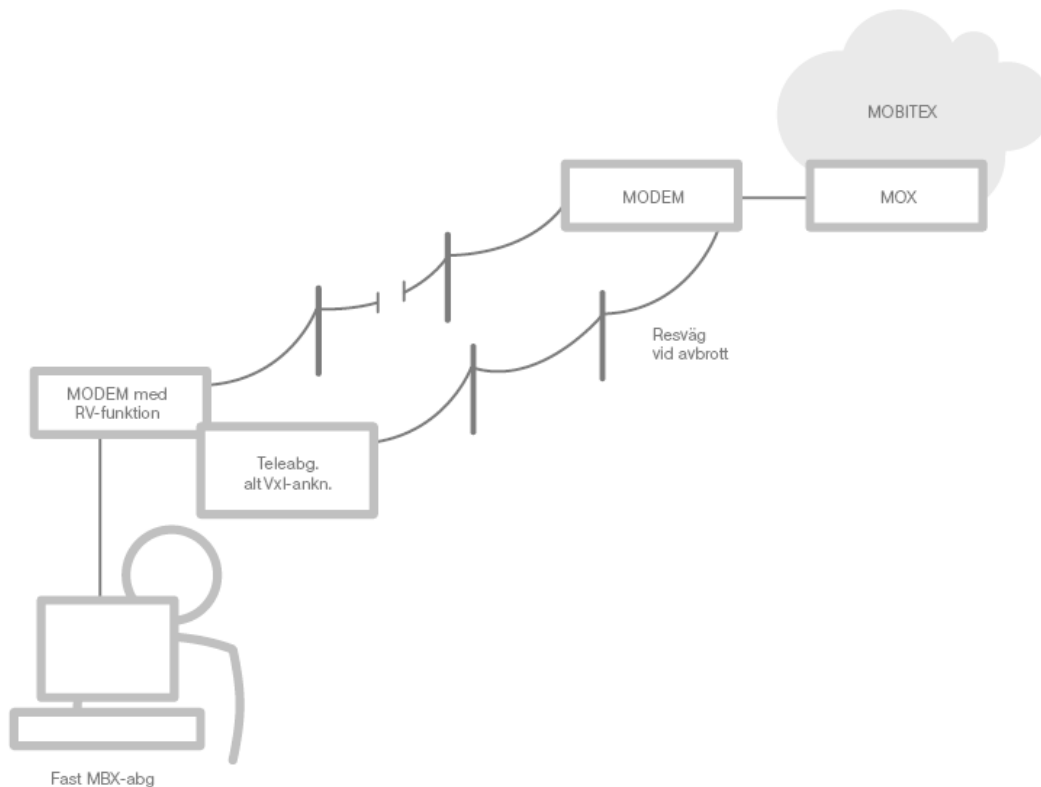 MOBITEX
MODEM
MOX
Resväg
vid avbrott
MODEM med
RV-funktion
Teleabg.
alt Vxl-ankn.
Fast MBX-abg